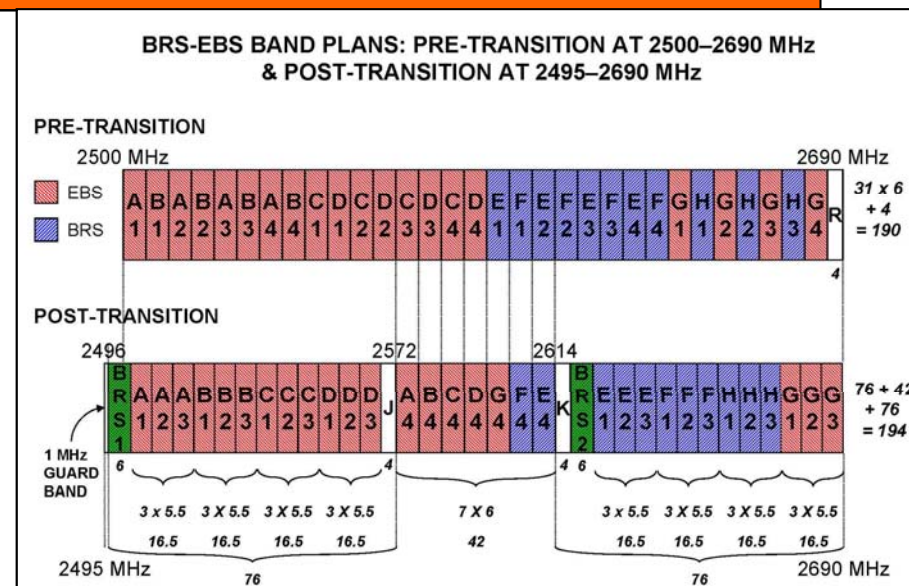 BRS-EBS BAND PLANS: PRE-TRANSITION AT 2500–2690 MHz
& POST-TRANSITION AT 2495–2690 MHz
PRE-TRANSITION
2500 MHz 2690 MHz
EBS
BRS
A B A B A B A B C D C D C D C D E F E F E F E F G H G H G H G R
1 1 2 2 3 3 4 4 1 1 2 2 3 3 4 4 1 1 2 2 3 3 4 4 1 1 2 2 3 3 4
31 x 6
+ 4
= 190
4
POST-TRANSITION
2496 2572 2614
BRS1 A A A B B B C C C D D D J A B C D G F E K BRS2 E E E F F F H H H G G G
1 2 3 1 2 3 1 2 3 1 2 3 4 4 4 4 4 4 4 1 2 3 1 2 3 1 2 3 1 2 3
76 + 42
+ 76
= 194
1 MHz
GUARD
BAND
6 4 4 6
3 x 5.5 3 X 5.5 3 X 5.5 3 X 5.5 7 X 6 3 x 5.5 3 X 5.5 3 X 5.5 3 X 5.5
16.5 16.5 16.5 16.5 42 16.5 16.5 16.5 16.5
2495 MHz 76 76 2690 MHz